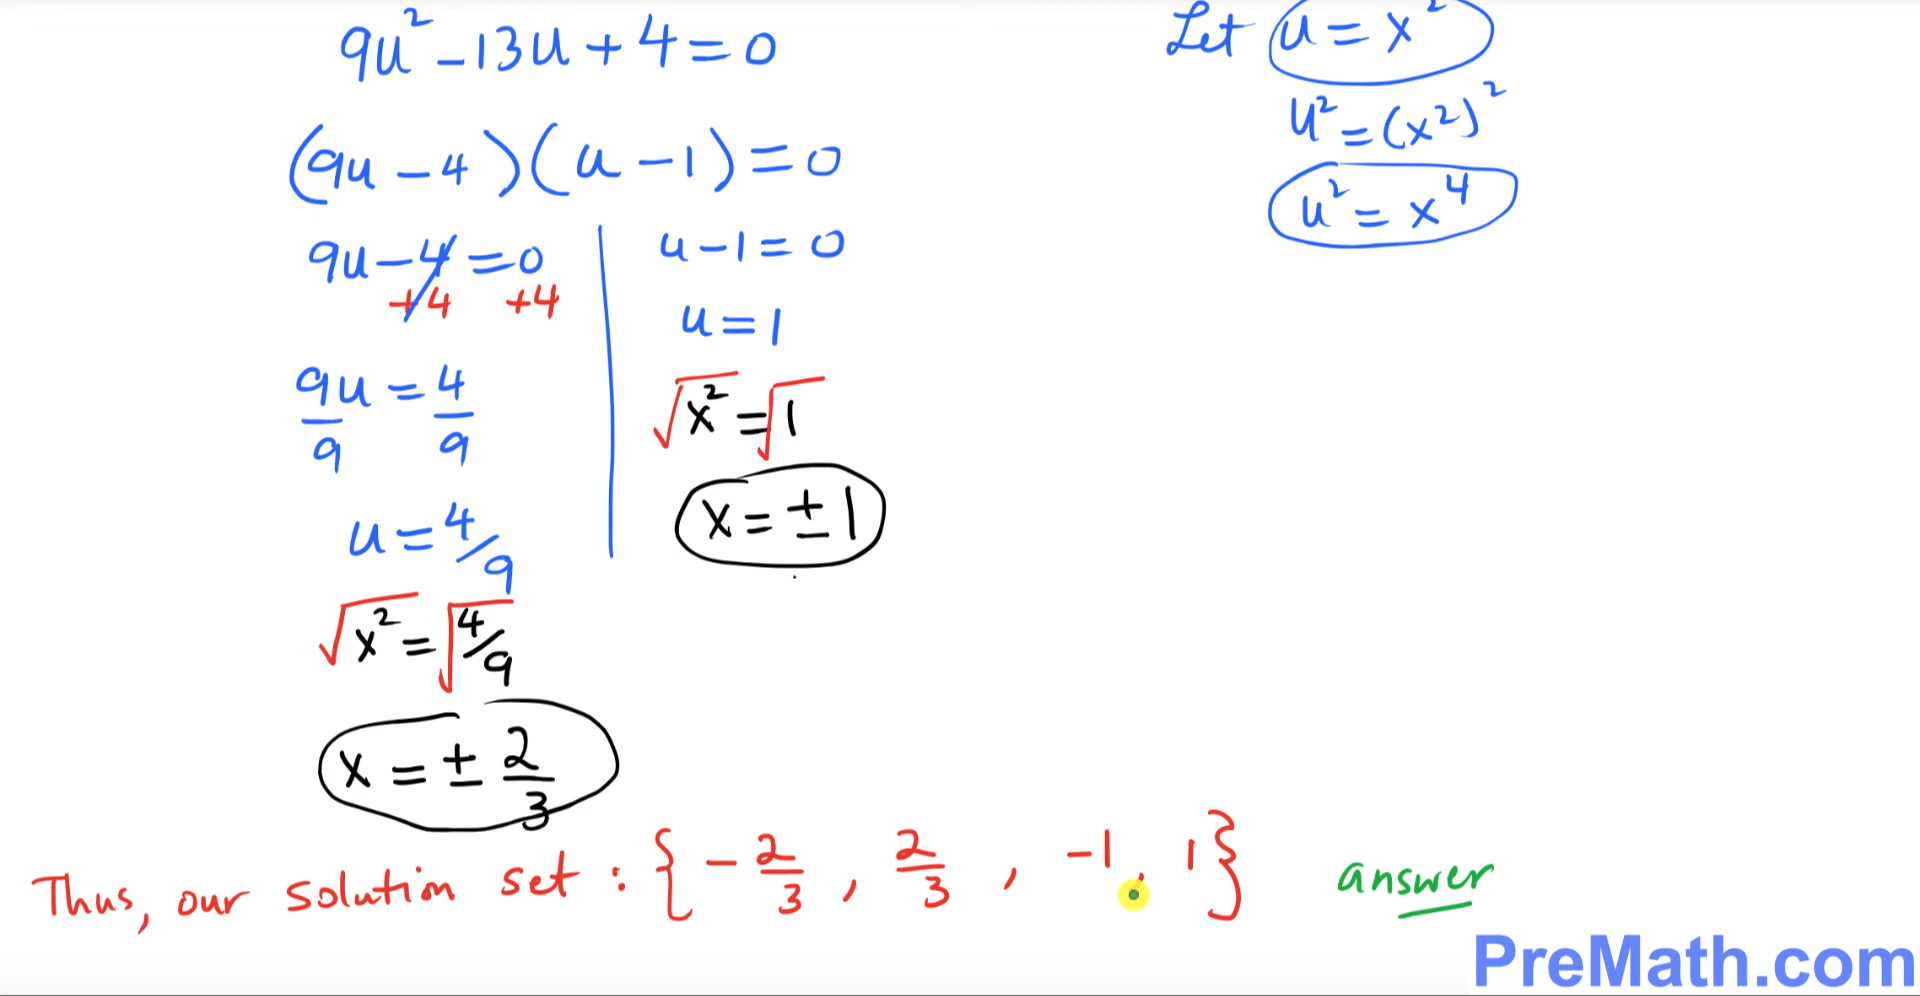 9u² - 13u + 4 = 0
(9u - 4)(u - 1) = 0
9u - 4 = 0
+4 +4
9u/9 = 4/9
u = 4/9
√x² = √4/9
x = ± 2/3
u - 1 = 0
u = 1
√x² = √1
x = ± 1
Let u = x²
u² = (x²)²
u² = x⁴
Thus, our solution set : { - 2/3 , 2/3 , -1, 1 } answer
PreMath.com